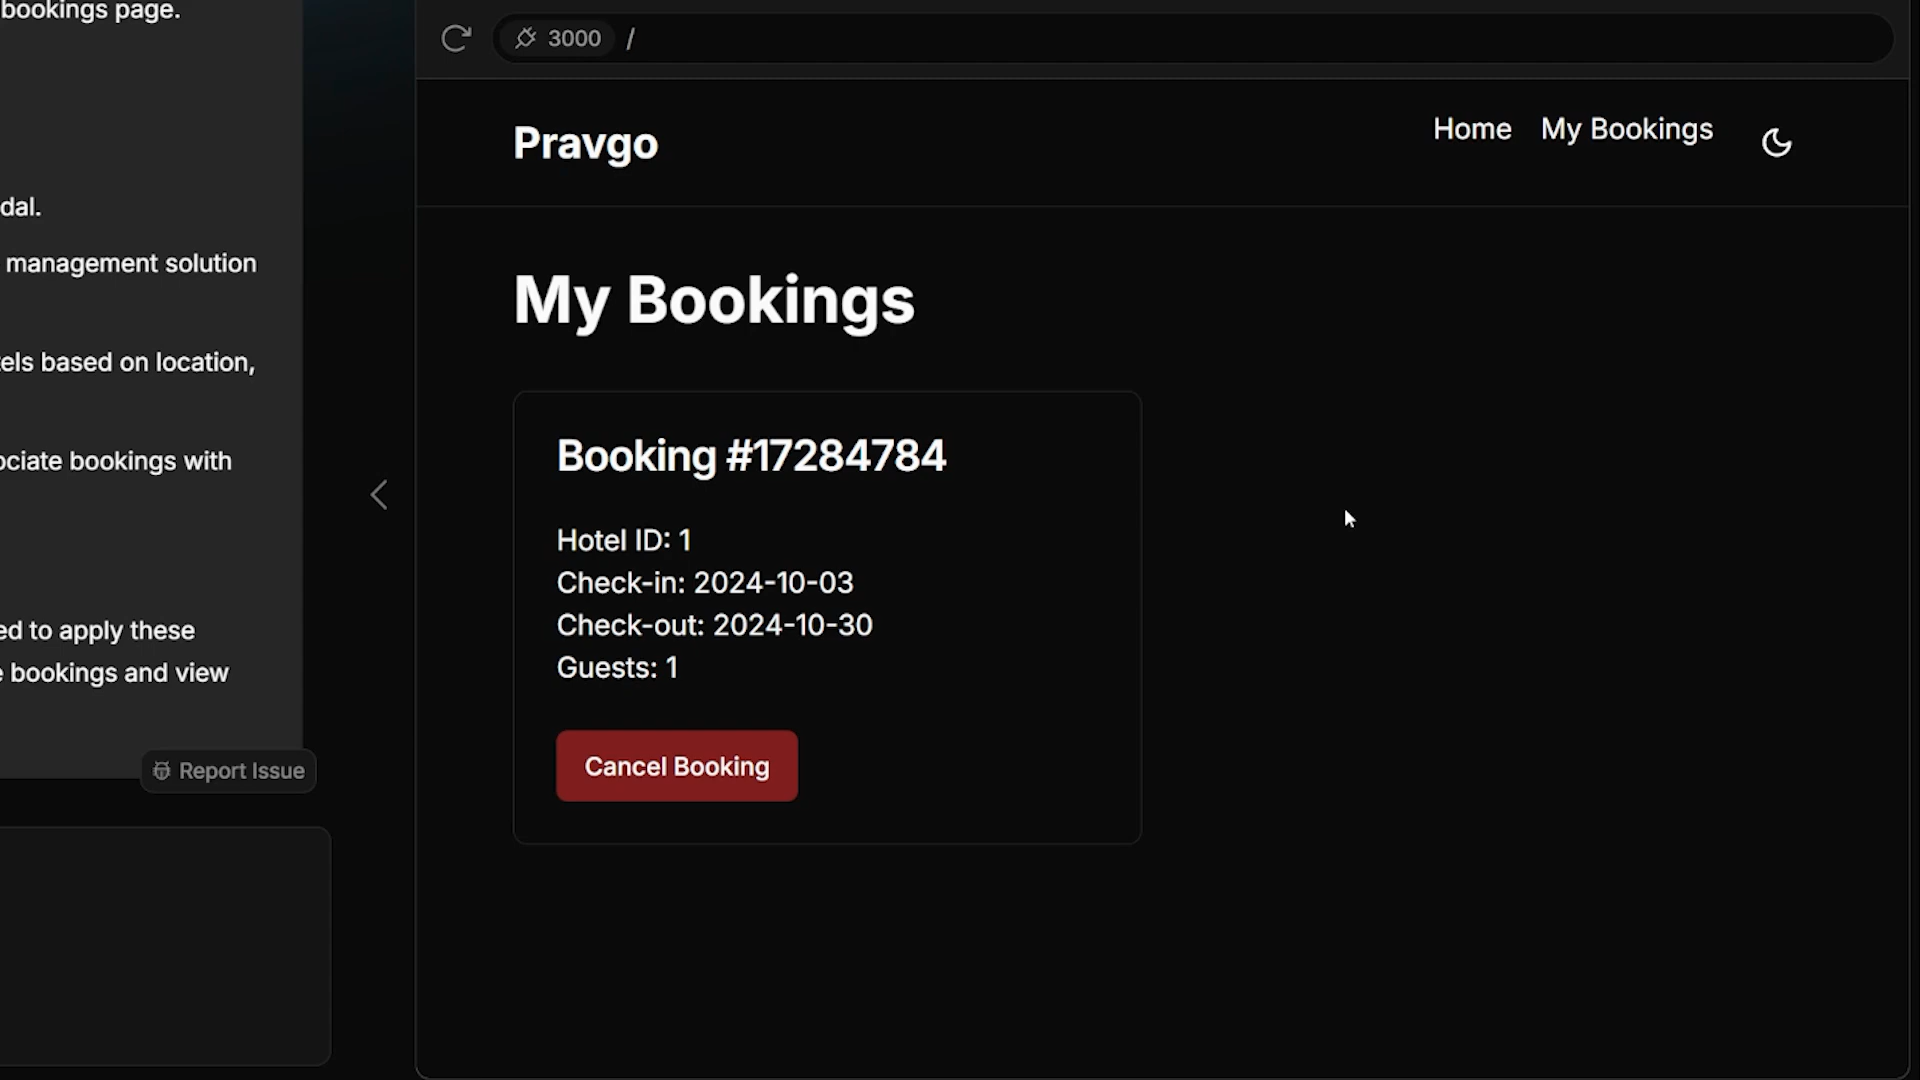 bookings page.
dal.
management solution
els based on location,
ociate bookings with
ed to apply these
bookings and view
Report Issue
3000 /
Pravgo
Home My Bookings
My Bookings
Booking #17284784
Hotel ID: 1
Check-in: 2024-10-03
Check-out: 2024-10-30
Guests: 1
Cancel Booking